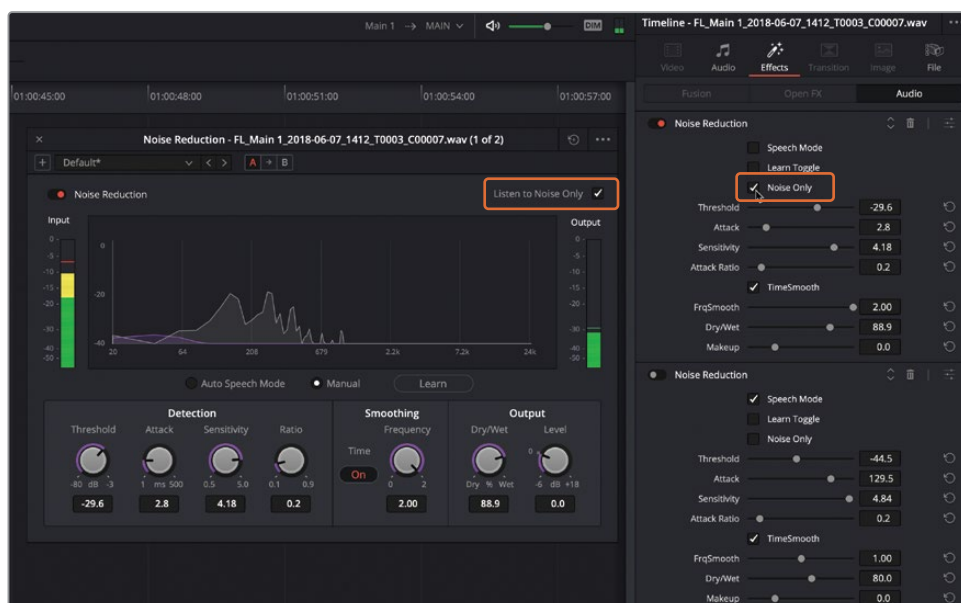 Main 1 → MAIN
DIM
01:00:45:00 01:00:48:00 01:00:51:00 01:00:54:00 01:00:57:00
Noise Reduction - FL_Main 1_2018-06-07_1412_T0003_C00007.wav (1 of 2)
Default*
A → B
Noise Reduction
Listen to Noise Only
Input
Output
0
-5
-10
-15
-20
-30
-40
-50
0
-20
-40
20 64 208 679 2.2k 7.2k 24k
0
-5
-10
-15
-20
-30
-40
-50
Auto Speech Mode Manual Learn
Detection
Threshold Attack Sensitivity Ratio
-80 dB -3 1 ms 500 0.5 5.0 0.1 0.9
-29.6 2.8 4.18 0.2
Smoothing
Frequency
Time
On
0 2
2.00
Output
Dry/Wet Level
0
Dry % Wet -6 dB +18
88.9 0.0
Timeline - FL_Main 1_2018-06-07_1412_T0003_C00007.wav
Video Audio Effects Transition Image File
Fusion Open FX Audio
Noise Reduction
Speech Mode
Learn Toggle
Noise Only
Threshold -29.6
Attack 2.8
Sensitivity 4.18
Attack Ratio 0.2
TimeSmooth
FrqSmooth 2.00
Dry/Wet 88.9
Makeup 0.0
Noise Reduction
Speech Mode
Learn Toggle
Noise Only
Threshold -44.5
Attack 129.5
Sensitivity 4.84
Attack Ratio 0.2
TimeSmooth
FrqSmooth 1.00
Dry/Wet 80.0
Makeup 0.0